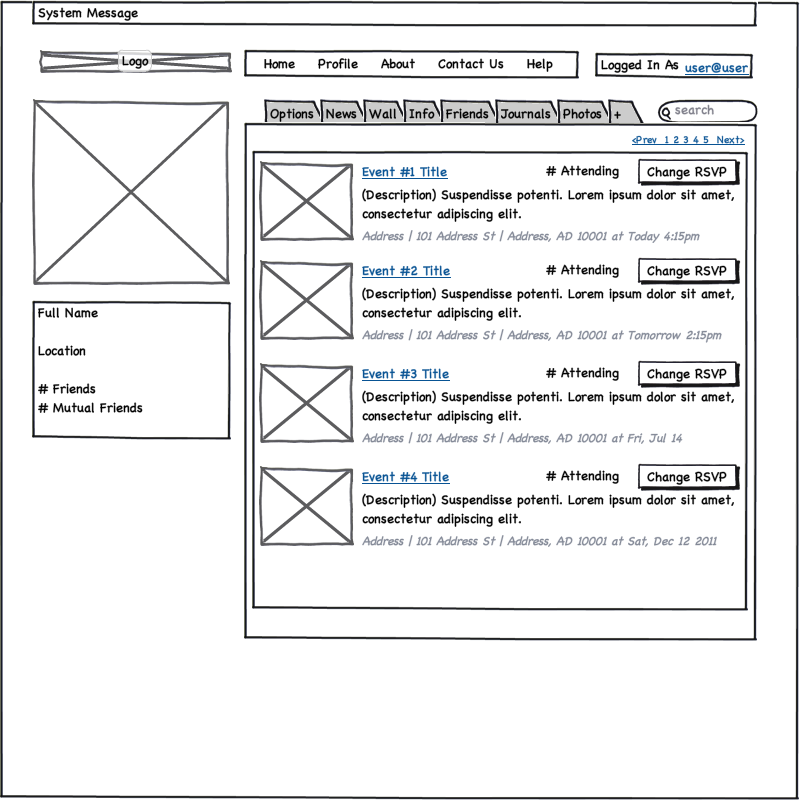 System Message
Logo
Home Profile About Contact Us Help
Logged In As user@user
Options News Wall Info Friends Journals Photos +
search
<Prev 1 2 3 4 5 Next>
Event #1 Title # Attending Change RSVP
(Description) Suspendisse potenti. Lorem ipsum dolor sit amet,
consectetur adipiscing elit.
Address | 101 Address St | Address, AD 10001 at Today 4:15pm
Event #2 Title # Attending Change RSVP
(Description) Suspendisse potenti. Lorem ipsum dolor sit amet,
consectetur adipiscing elit.
Address | 101 Address St | Address, AD 10001 at Tomorrow 2:15pm
Event #3 Title # Attending Change RSVP
(Description) Suspendisse potenti. Lorem ipsum dolor sit amet,
consectetur adipiscing elit.
Address | 101 Address St | Address, AD 10001 at Fri, Jul 14
Event #4 Title # Attending Change RSVP
(Description) Suspendisse potenti. Lorem ipsum dolor sit amet,
consectetur adipiscing elit.
Address | 101 Address St | Address, AD 10001 at Sat, Dec 12 2011
Full Name
Location
# Friends
# Mutual Friends